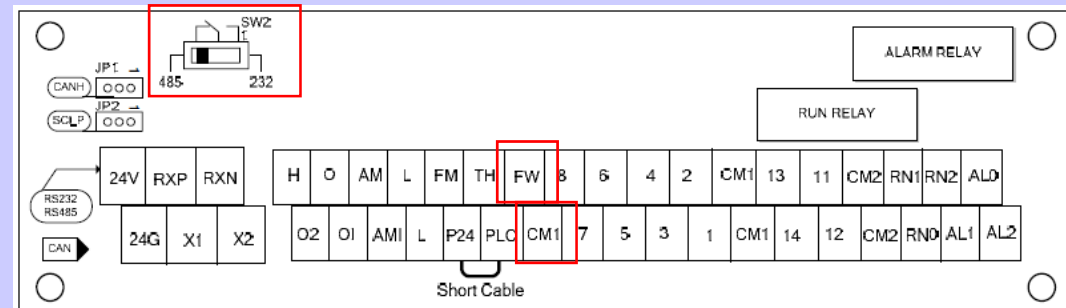 SW2
1
485 232
JP1
CANH
JP2
SCLP
RS232
RS485
CAN
ALARM RELAY
RUN RELAY
24V RXP RXN H O AM L FM TH FW 8 6 4 2 CM1 13 11 CM2 RN1 RN2 AL0
24G X1 X2 O2 OI AMI L P24 PLC CM1 7 5 3 1 CM1 14 12 CM2 RN0 AL1 AL2
Short Cable